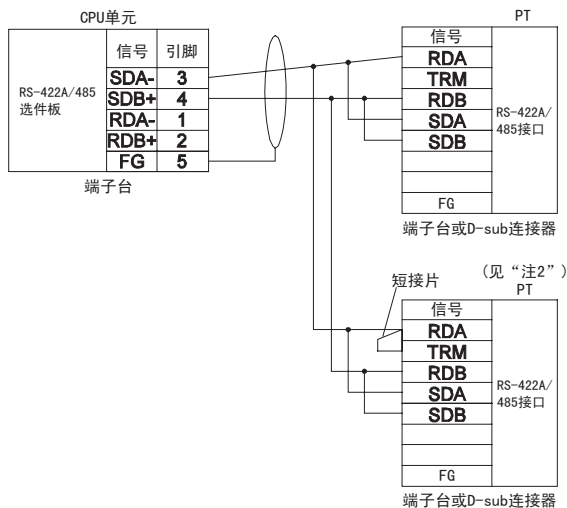 CPU单元
RS-422A/485
选件板
信号 引脚
SDA- 3
SDB+ 4
RDA- 1
RDB+ 2
FG 5
端子台
PT
信号
RDA
TRM
RDB
SDA
SDB
FG
RS-422A/
485接口
端子台或D-sub连接器
短接片
(见“注2”)
PT
信号
RDA
TRM
RDB
SDA
SDB
FG
RS-422A/
485接口
端子台或D-sub连接器